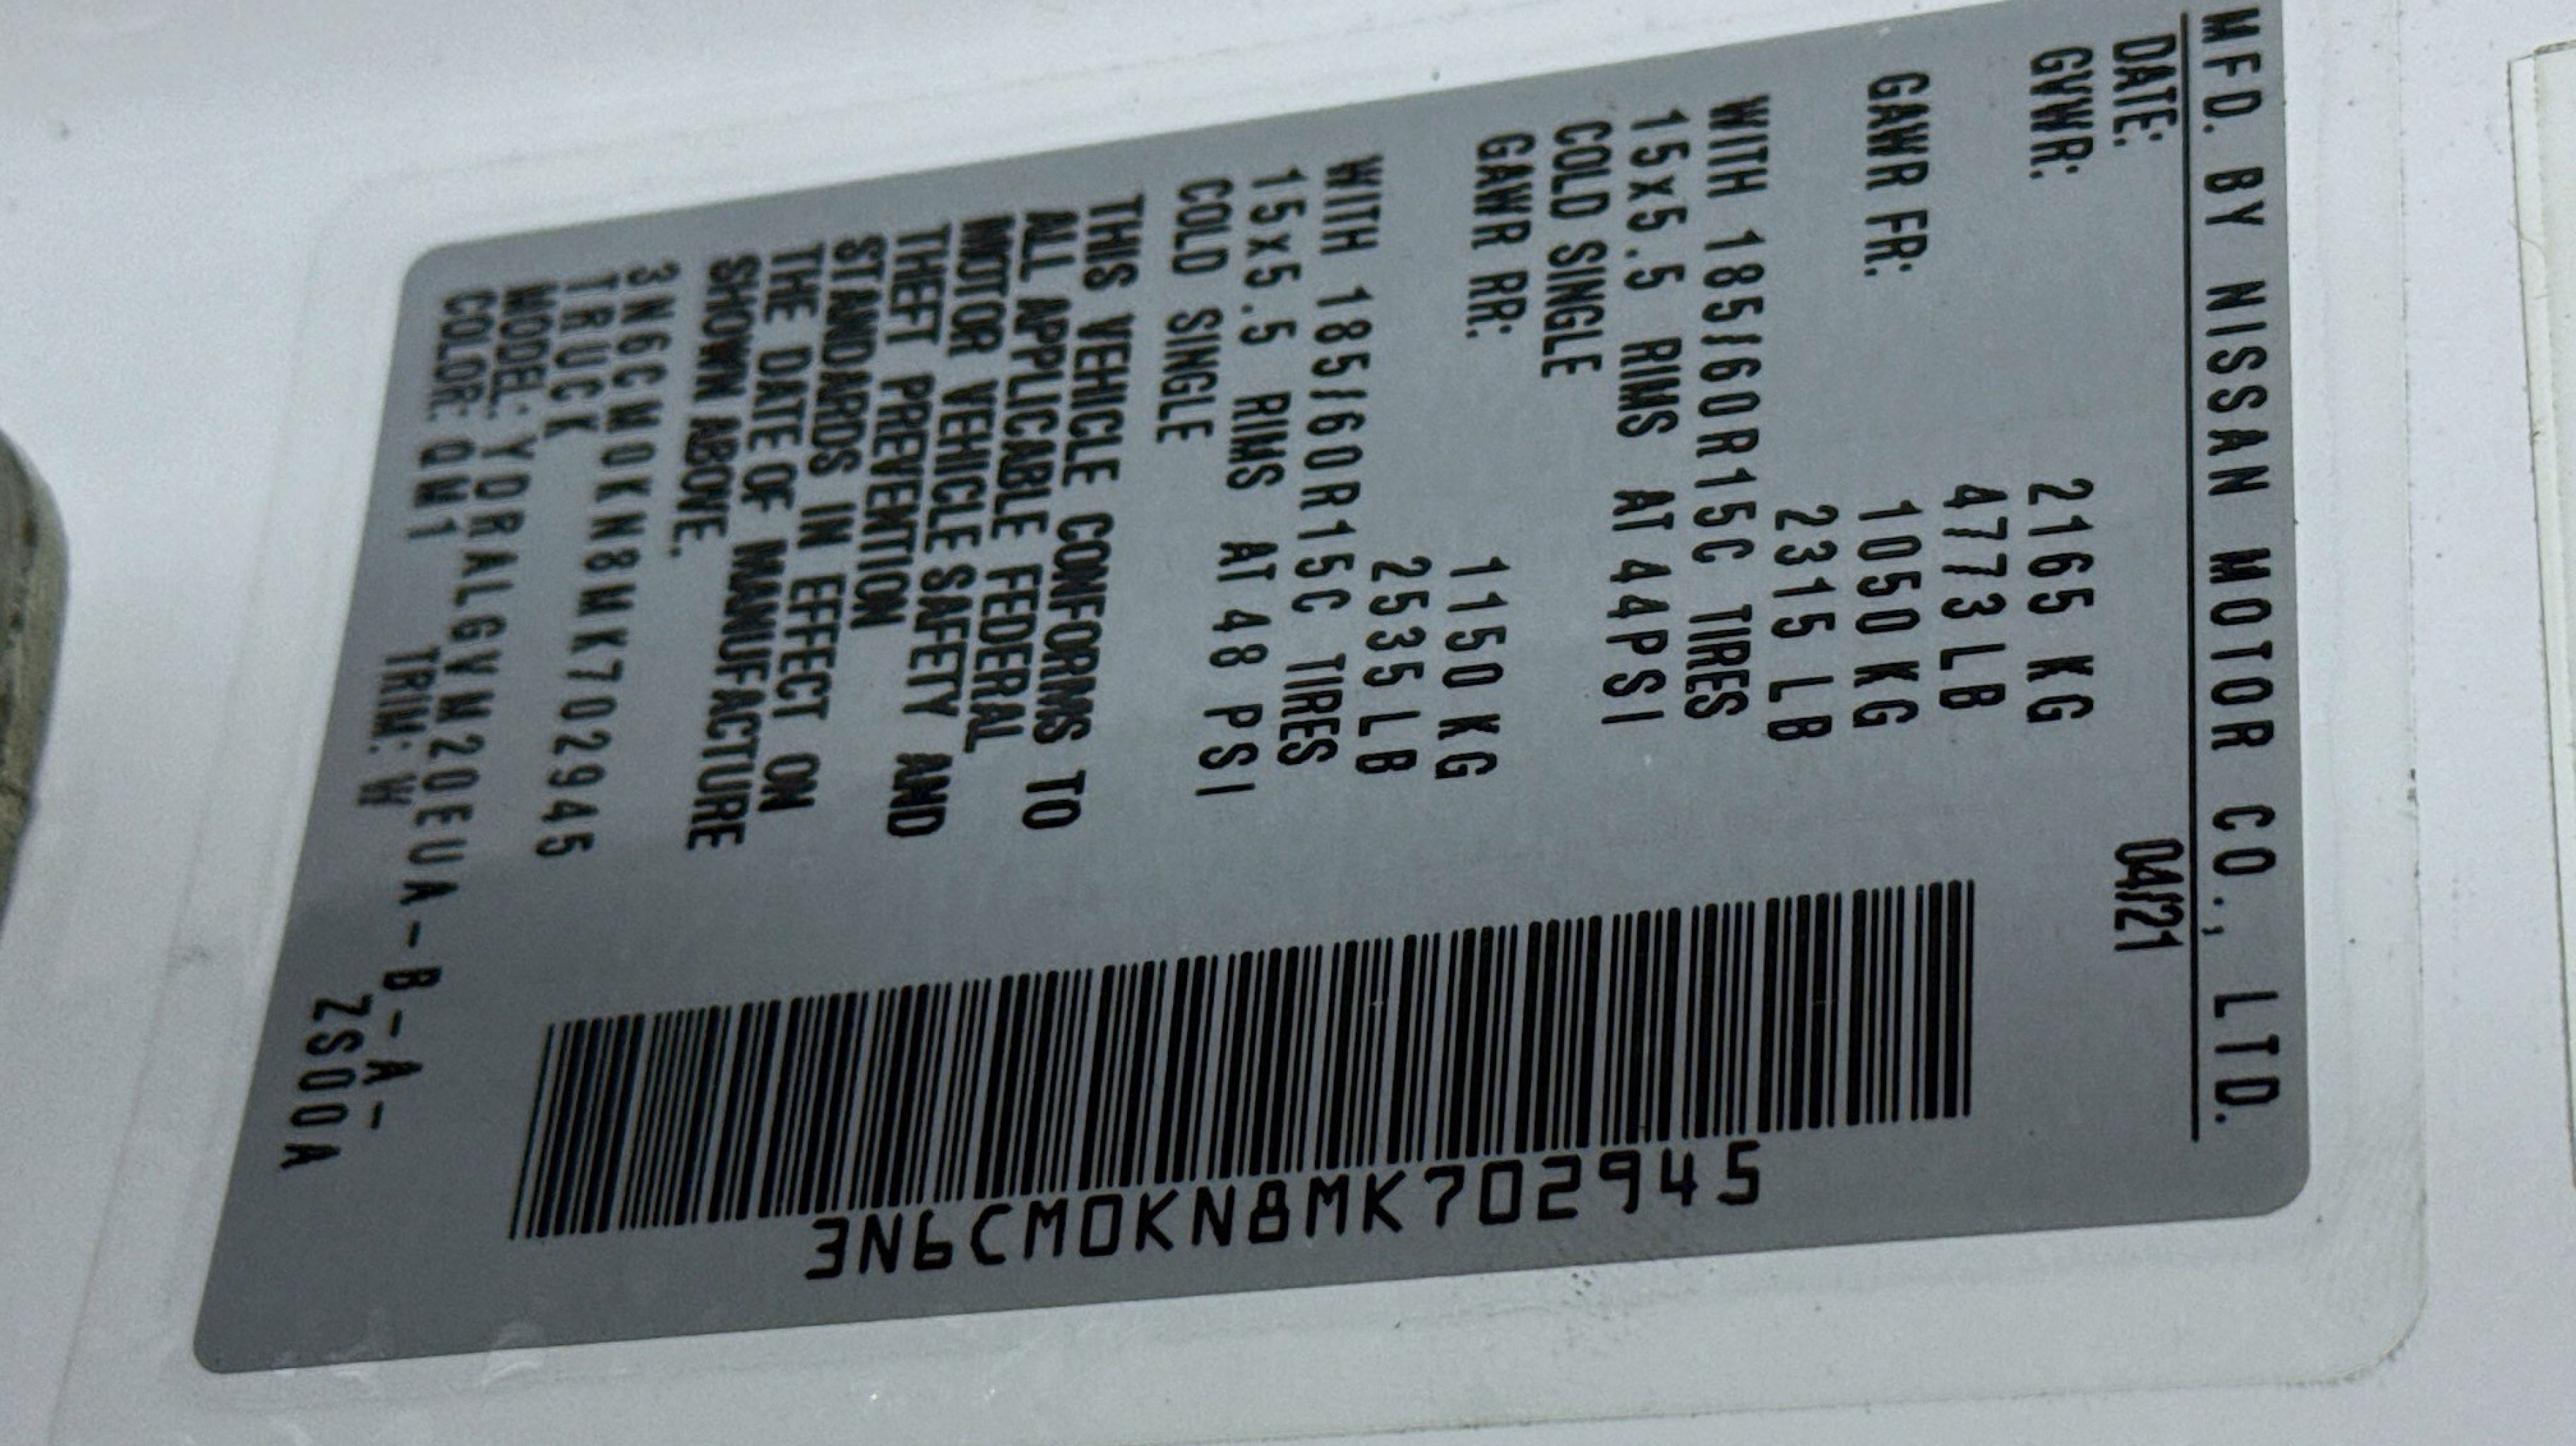 MFD. BY NISSAN MOTOR CO., LTD.
DATE: 04/21
GVWR: 2165 KG
4773 LB
GAWR FR: 1050 KG
2315 LB
WITH 185/60R15C TIRES
15x5.5 RIMS AT 44PSI
COLD SINGLE
GAWR RR: 1150 KG
2535 LB
WITH 185/60R15C TIRES
15x5.5 RIMS AT 48 PSI
COLD SINGLE
THIS VEHICLE CONFORMS TO
ALL APPLICABLE FEDERAL
MOTOR VEHICLE SAFETY AND
THEFT PREVENTION
STANDARDS IN EFFECT ON
THE DATE OF MANUFACTURE
SHOWN ABOVE.
3N6CM0KN8MK702945
TRUCK
MODEL: YDRALGVM20EUA-B-A-
COLOR: QM1 TRIM: W ZS00A
3N6CM0KN8MK702945